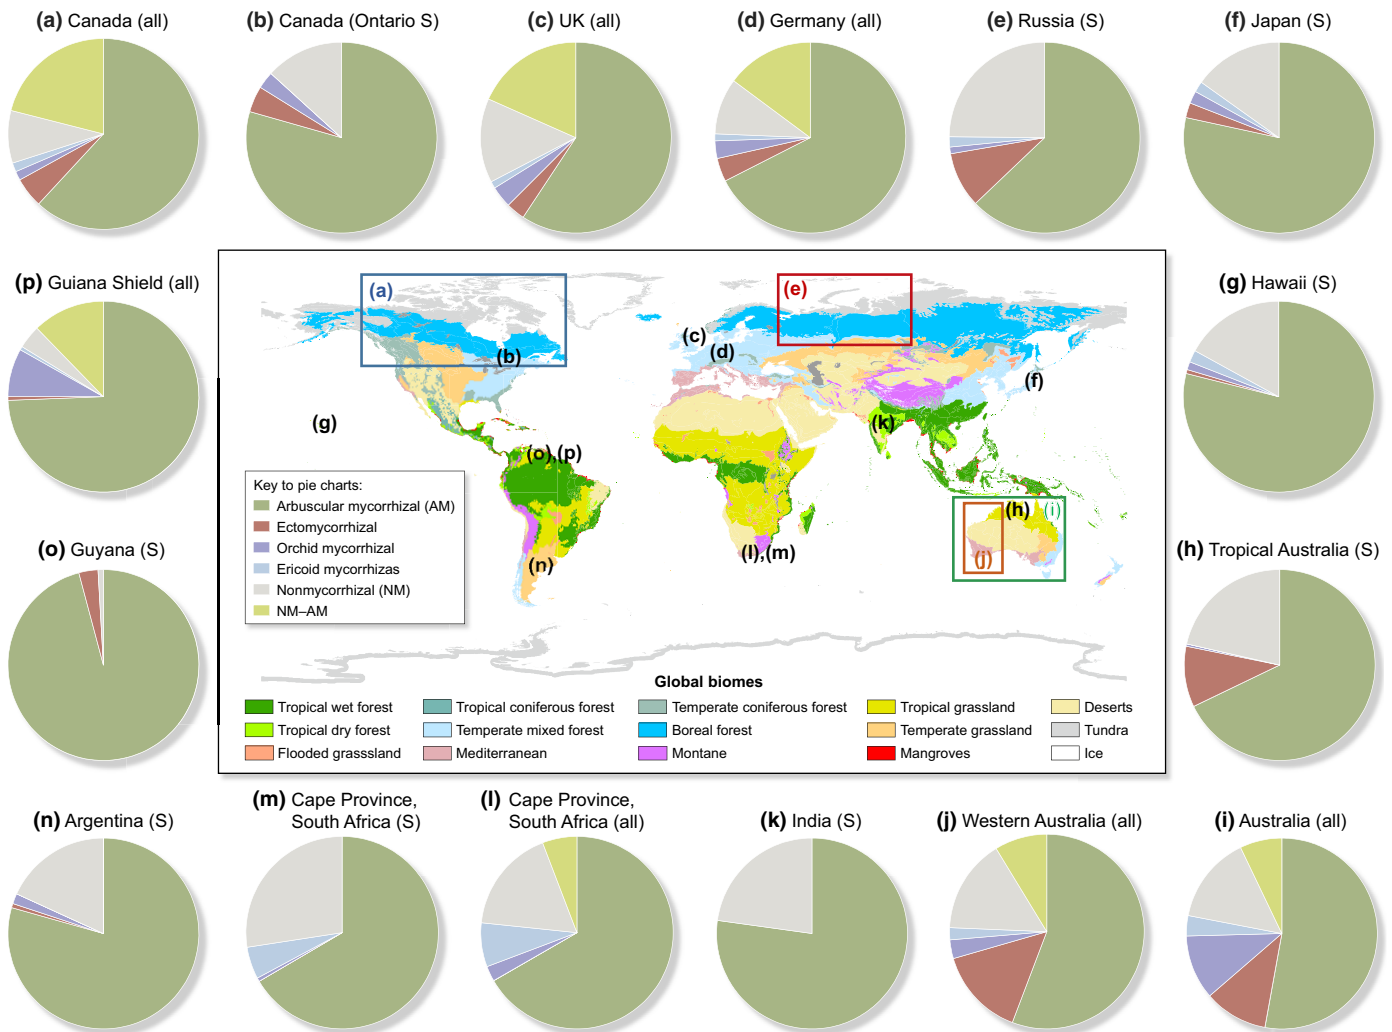 (a) Canada (all)
(b) Canada (Ontario S)
(c) UK (all)
(d) Germany (all)
(e) Russia (S)
(f) Japan (S)
(p) Guiana Shield (all)
(g) Hawaii (S)
(a)
(e)
(c)
(d)
(b)
(f)
(g)
(k)
(o),(p)
Key to pie charts:
Arbuscular mycorrhizal (AM)
Ectomycorrhizal
Orchid mycorrhizal
Ericoid mycorrhizas
Nonmycorrhizal (NM)
NM–AM
(h)
(i)
(j)
(l),(m)
(n)
(o) Guyana (S)
(h) Tropical Australia (S)
Global biomes
Tropical wet forest
Tropical coniferous forest
Temperate coniferous forest
Tropical grassland
Deserts
Tropical dry forest
Temperate mixed forest
Boreal forest
Temperate grassland
Tundra
Flooded grasssland
Mediterranean
Montane
Mangroves
Ice
(n) Argentina (S)
(m) Cape Province,
South Africa (S)
(l) Cape Province,
South Africa (all)
(k) India (S)
(j) Western Australia (all)
(i) Australia (all)